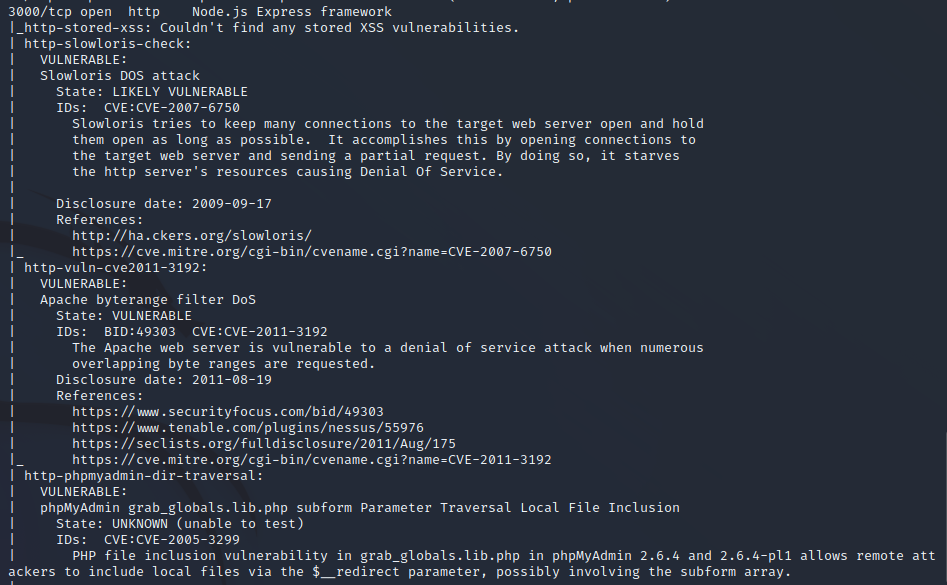 3000/tcp open  http    Node.js Express framework
|_http-stored-xss: Couldn't find any stored XSS vulnerabilities.
| http-slowloris-check:
|   VULNERABLE:
|   Slowloris DOS attack
|     State: LIKELY VULNERABLE
|     IDs:  CVE:CVE-2007-6750
|       Slowloris tries to keep many connections to the target web server open and hold
|       them open as long as possible.  It accomplishes this by opening connections to
|       the target web server and sending a partial request. By doing so, it starves
|       the http server's resources causing Denial Of Service.
|
|     Disclosure date: 2009-09-17
|     References:
|       http://ha.ckers.org/slowloris/
|_      https://cve.mitre.org/cgi-bin/cvename.cgi?name=CVE-2007-6750
| http-vuln-cve2011-3192:
|   VULNERABLE:
|   Apache byterange filter DoS
|     State: VULNERABLE
|     IDs:  BID:49303  CVE:CVE-2011-3192
|       The Apache web server is vulnerable to a denial of service attack when numerous
|       overlapping byte ranges are requested.
|     Disclosure date: 2011-08-19
|     References:
|       https://www.securityfocus.com/bid/49303
|       https://www.tenable.com/plugins/nessus/55976
|       https://seclists.org/fulldisclosure/2011/Aug/175
|_      https://cve.mitre.org/cgi-bin/cvename.cgi?name=CVE-2011-3192
| http-phpmyadmin-dir-traversal:
|   VULNERABLE:
|   phpMyAdmin grab_globals.lib.php subform Parameter Traversal Local File Inclusion
|     State: UNKNOWN (unable to test)
|     IDs:  CVE:CVE-2005-3299
|       PHP file inclusion vulnerability in grab_globals.lib.php in phpMyAdmin 2.6.4 and 2.6.4-pl1 allows remote att
ackers to include local files via the $__redirect parameter, possibly involving the subform array.